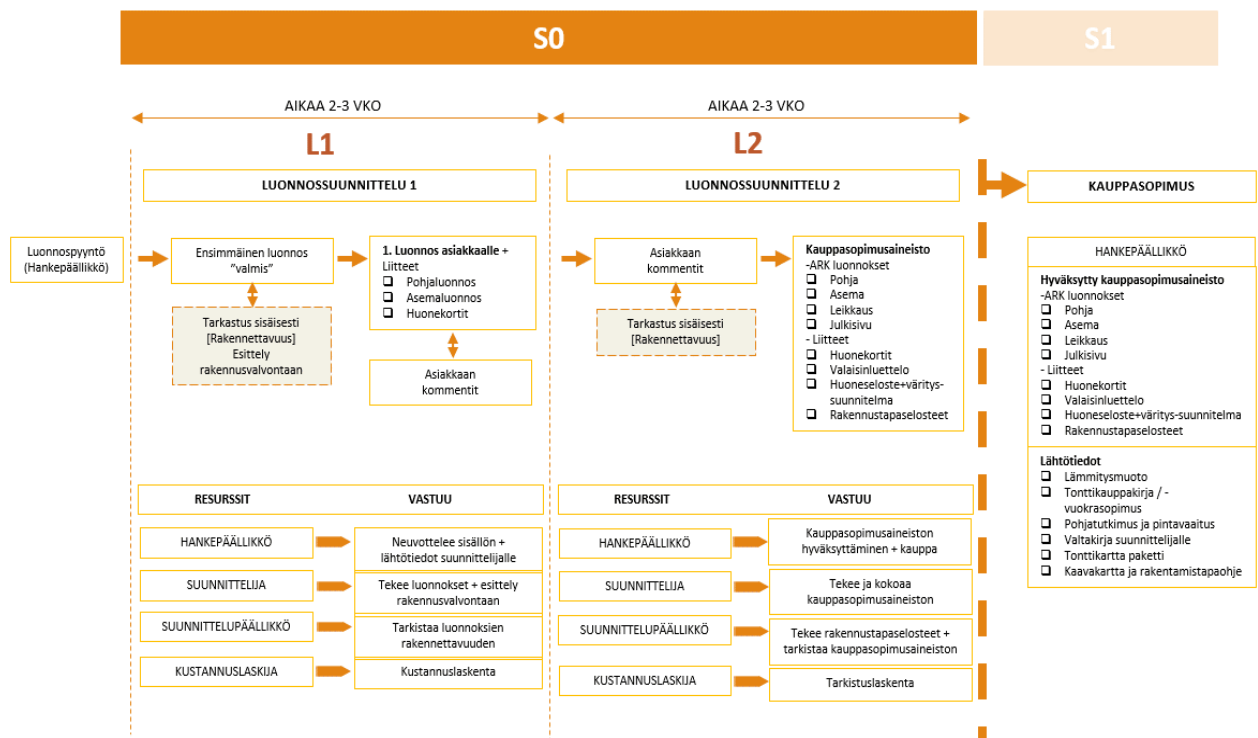 S0
S1
AIKAA 2-3 VKO
AIKAA 2-3 VKO
L1
L2
LUONNOSSUUNNITTELU 1
LUONNOSSUUNNITTELU 2
KAUPPASOPIMUS
Luonnospyyntö
(Hankepäällikkö)
Ensimmäinen luonnos
”valmis”
Tarkastus sisäisesti
[Rakennettavuus]
Esittely
rakennusvalvontaan
1. Luonnos asiakkaalle +
Liitteet
Pohjaluonnos
Asemaluonnos
Huonekortit
Asiakkaan
kommentit
Asiakkaan
kommentit
Tarkastus sisäisesti
[Rakennettavuus]
Kauppasopimusaineisto
-ARK luonnokset
Pohja
Asema
Leikkaus
Julkisivu
- Liitteet
Huonekortit
Valaisinluettelo
Huoneseloste+väritys-
suunnitelma
Rakennustapaselosteet
HANKEPÄÄLLIKKÖ
Hyväksytty kauppasopimusaineisto
-ARK luonnokset
Pohja
Asema
Leikkaus
Julkisivu
- Liitteet
Huonekortit
Valaisinluettelo
Huoneseloste+väritys-suunnitelma
Rakennustapaselosteet
Lähtötiedot
Lämmitysmuoto
Tonttikauppakirja / -
vuokrasopimus
Pohjatutkimus ja pintavaaitus
Valtakirja suunnittelijalle
Tonttikartta paketti
Kaavakartta ja rakentamistapaohje
RESURSSIT
VASTUU
HANKEPÄÄLLIKKÖ
Neuvottelee sisällön +
lähtötiedot suunnittelijalle
SUUNNITTELIJA
Tekee luonnokset + esittely
rakennusvalvontaan
SUUNNITTELUPÄÄLLIKKÖ
Tarkistaa luonnoksien
rakennettavuuden
KUSTANNUSLASKIJA
Kustannuslaskenta
RESURSSIT
VASTUU
HANKEPÄÄLLIKKÖ
Kauppasopimusaineiston
hyväksyttäminen + kauppa
SUUNNITTELIJA
Tekee ja kokoaa
kauppasopimusaineiston
SUUNNITTELUPÄÄLLIKKÖ
Tekee rakennustapaselosteet +
tarkistaa kauppasopimusaineiston
KUSTANNUSLASKIJA
Tarkistuslaskenta